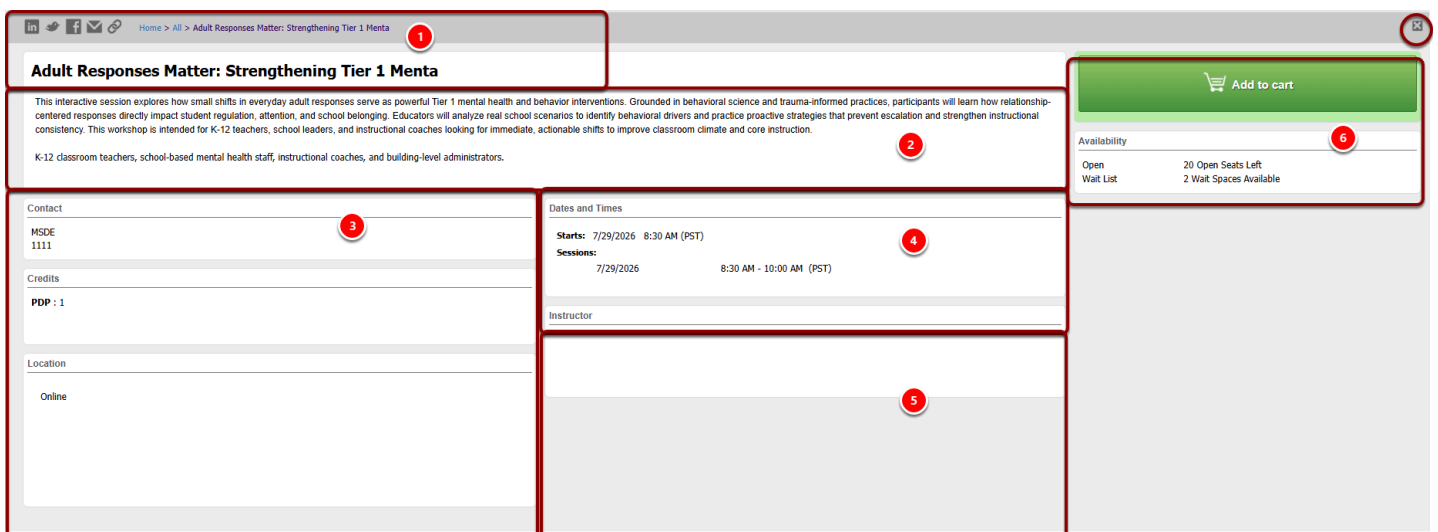 Home > All > Adult Responses Matter: Strengthening Tier 1 Menta
1
Adult Responses Matter: Strengthening Tier 1 Menta
This interactive session explores how small shifts in everyday adult responses serve as powerful Tier 1 mental health and behavior interventions. Grounded in behavioral science and trauma-informed practices, participants will learn how relationship-
centered responses directly impact student regulation, attention, and school belonging. Educators will analyze real school scenarios to identify behavioral drivers and practice proactive strategies that prevent escalation and strengthen instructional
consistency. This workshop is intended for K-12 teachers, school leaders, and instructional coaches looking for immediate, actionable shifts to improve classroom climate and core instruction.
2
K-12 classroom teachers, school-based mental health staff, instructional coaches, and building-level administrators.
Add to cart
6
Availability
Open 20 Open Seats Left
Wait List 2 Wait Spaces Available
Contact
3
MSDE
1111
Credits
PDP : 1
Location
Online
Dates and Times
4
Starts: 7/29/2026 8:30 AM (PST)
Sessions:
7/29/2026 8:30 AM - 10:00 AM (PST)
Instructor
5